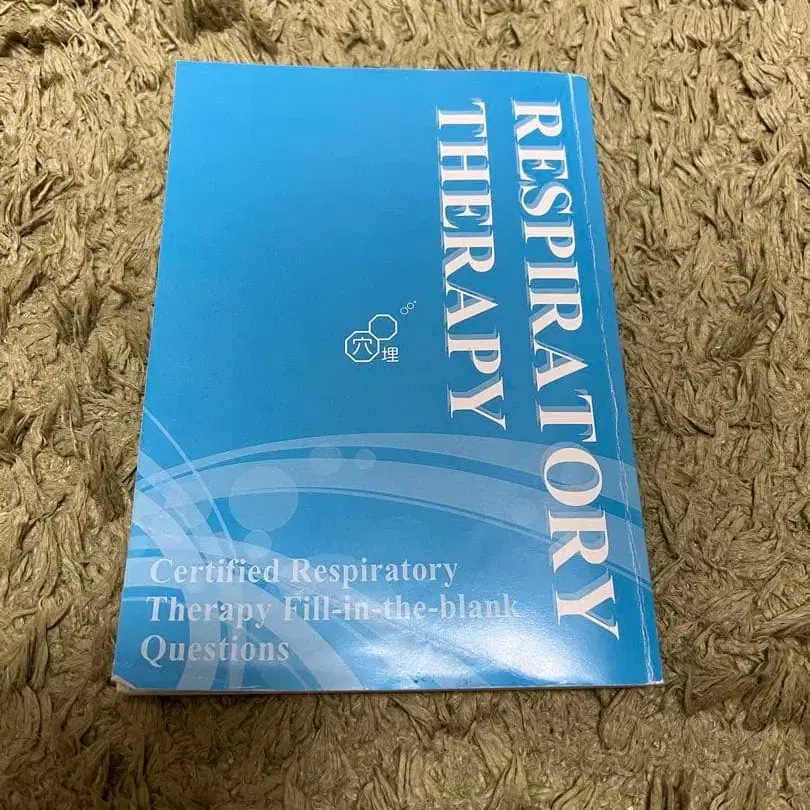 RESPIRATORY
THERAPY
穴埋
Certified Respiratory
Therapy Fill-in-the-blank
Questions